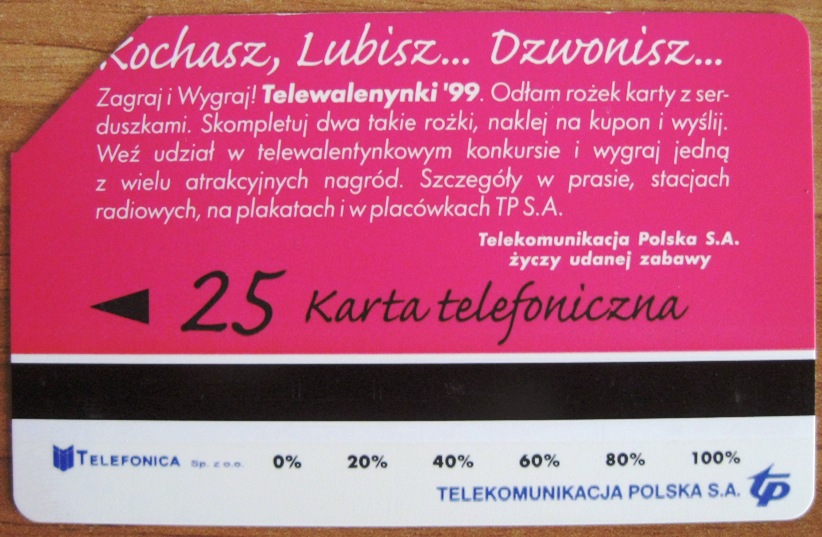 Kochasz, Lubisz... Dzwonisz...
Zagraj i Wygraj! Telewalenynki '99. Odłam rożek karty z ser-
duszkami. Skompletuj dwa takie rożki, naklej na kupon i wyślij.
Weź udział w telewalentynkowym konkursie i wygraj jedną
z wielu atrakcyjnych nagród. Szczegóły w prasie, stacjach
radiowych, na plakatach i w placówkach TP S.A.
Telekomunikacja Polska S.A.
życzy udanej zabawy
25 Karta telefoniczna
TELEFONICA Sp. z o.o. 0% 20% 40% 60% 80% 100%
TELEKOMUNIKACJA POLSKA S.A. tp